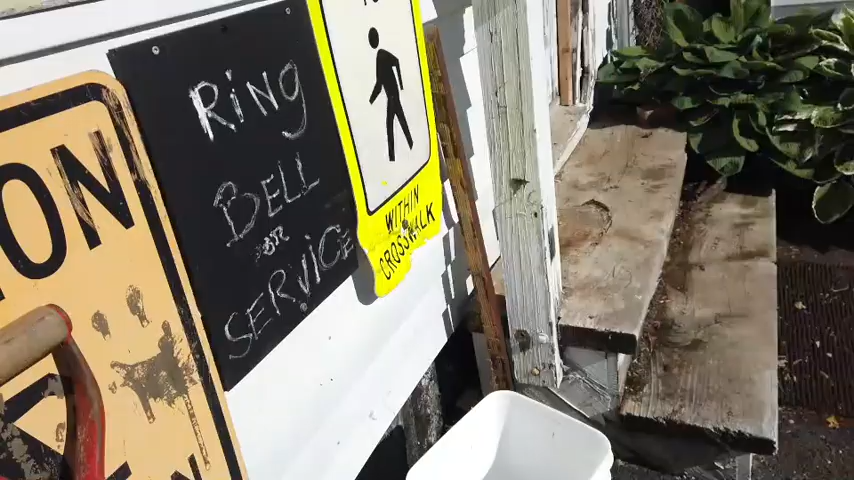 ON
RiNG
BELL
FOR
SERViCE
WITHIN
CROSSWALK